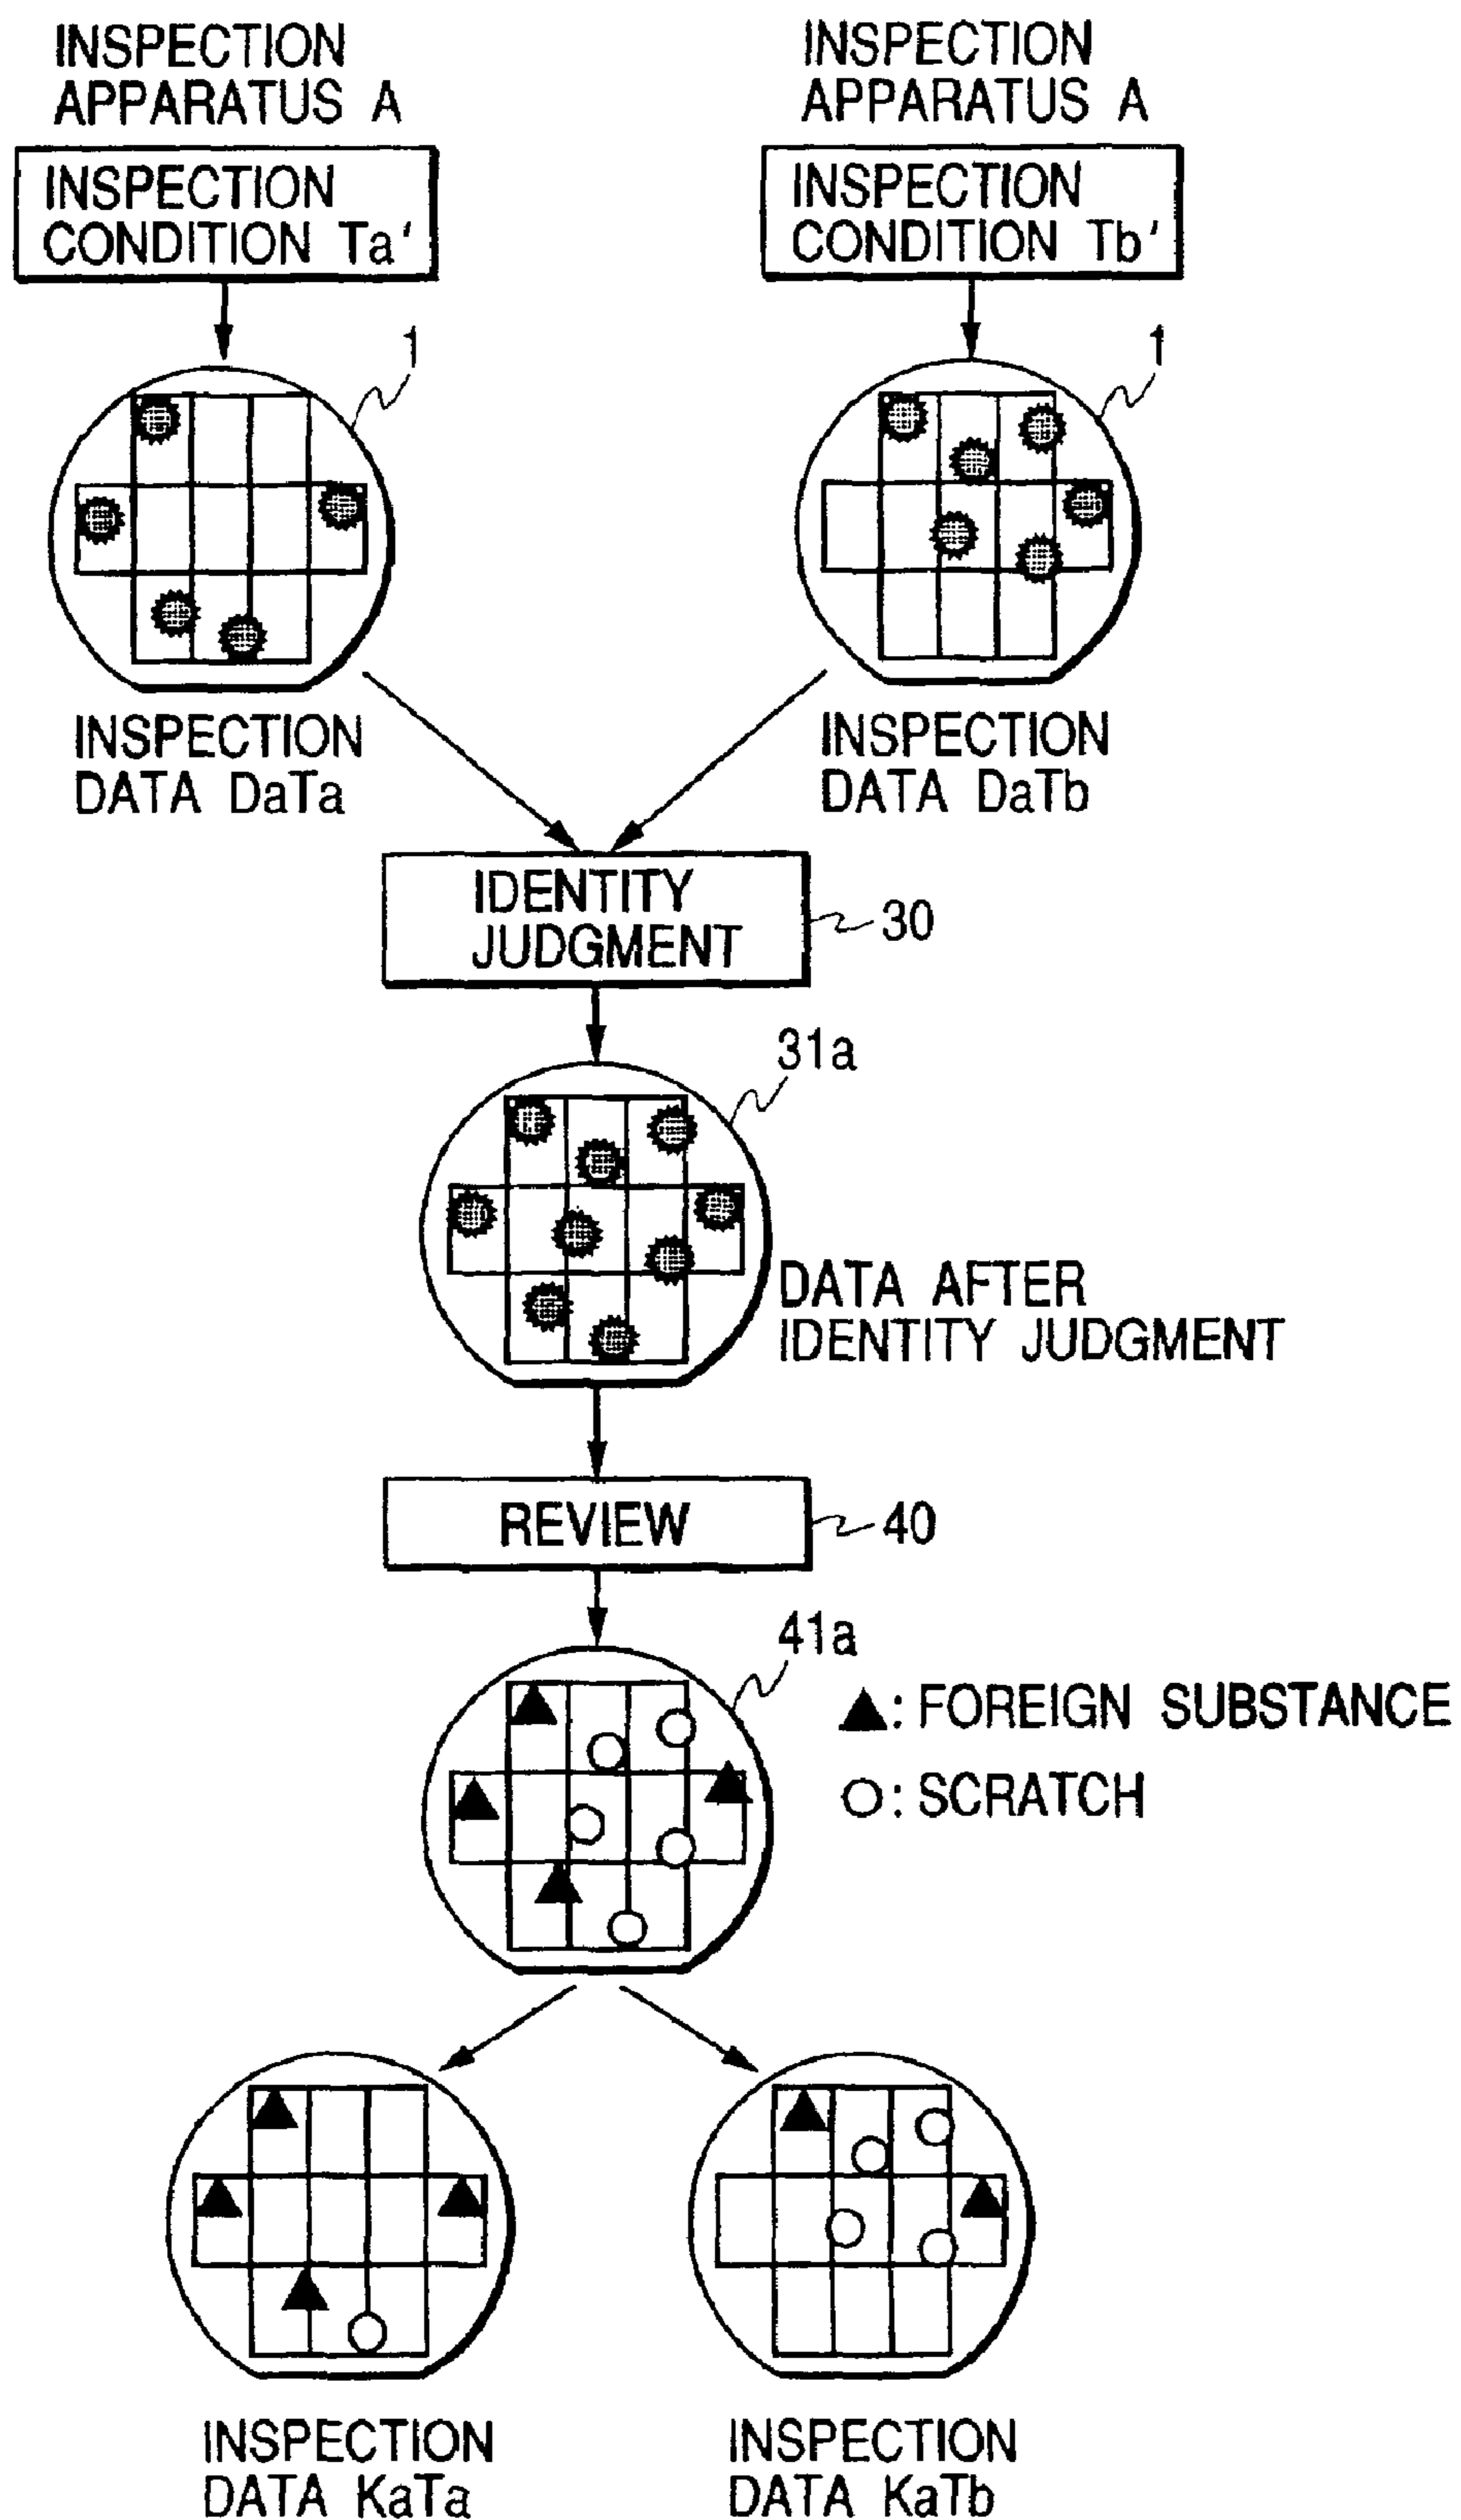 INSPECTION
APPARATUS A
INSPECTION
CONDITION Ta'
1
INSPECTION
DATA DaTa
INSPECTION
APPARATUS A
INSPECTION
CONDITION Tb'
1
INSPECTION
DATA DaTb
IDENTITY
JUDGMENT
30
31a
DATA AFTER
IDENTITY JUDGMENT
REVIEW
40
41a
▲: FOREIGN SUBSTANCE
○: SCRATCH
INSPECTION
DATA KaTa
INSPECTION
DATA KaTb